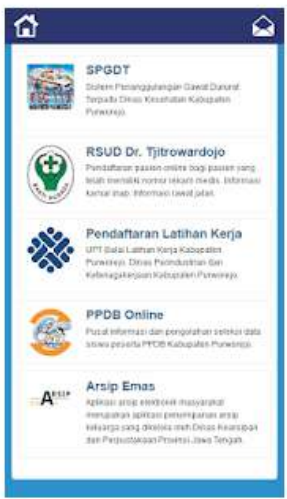 SPGDT
Sistem Penanggulangan Gawat Darurat
Terpadu Dinas Kesehatan Kabupaten
Purworejo.
RSUD Dr. Tjitrowardojo
Pendaftaran pasien online bagi pasien yang
telah memiliki nomor rekam medis. Informasi
kamar inap. Informasi rawat jalan.
BAKTI HUSADA
Pendaftaran Latihan Kerja
UPT Balai Latihan Kerja Kabupaten
Purworejo. Dinas Perindustrian dan
Ketenagakerjaan Kabupaten Purworejo.
PPDB Online
Pusat informasi dan pengolahan seleksi data
siswa peserta PPDB Kabupaten Purworejo.
Arsip Emas
ARSIP
Aplikasi arsip elektronik masyarakat
merupakan aplikasi penyimpanan arsip
keluarga yang dikelola oleh Dinas Kearsipan
dan Perpustakaan Provinsi Jawa Tengah.